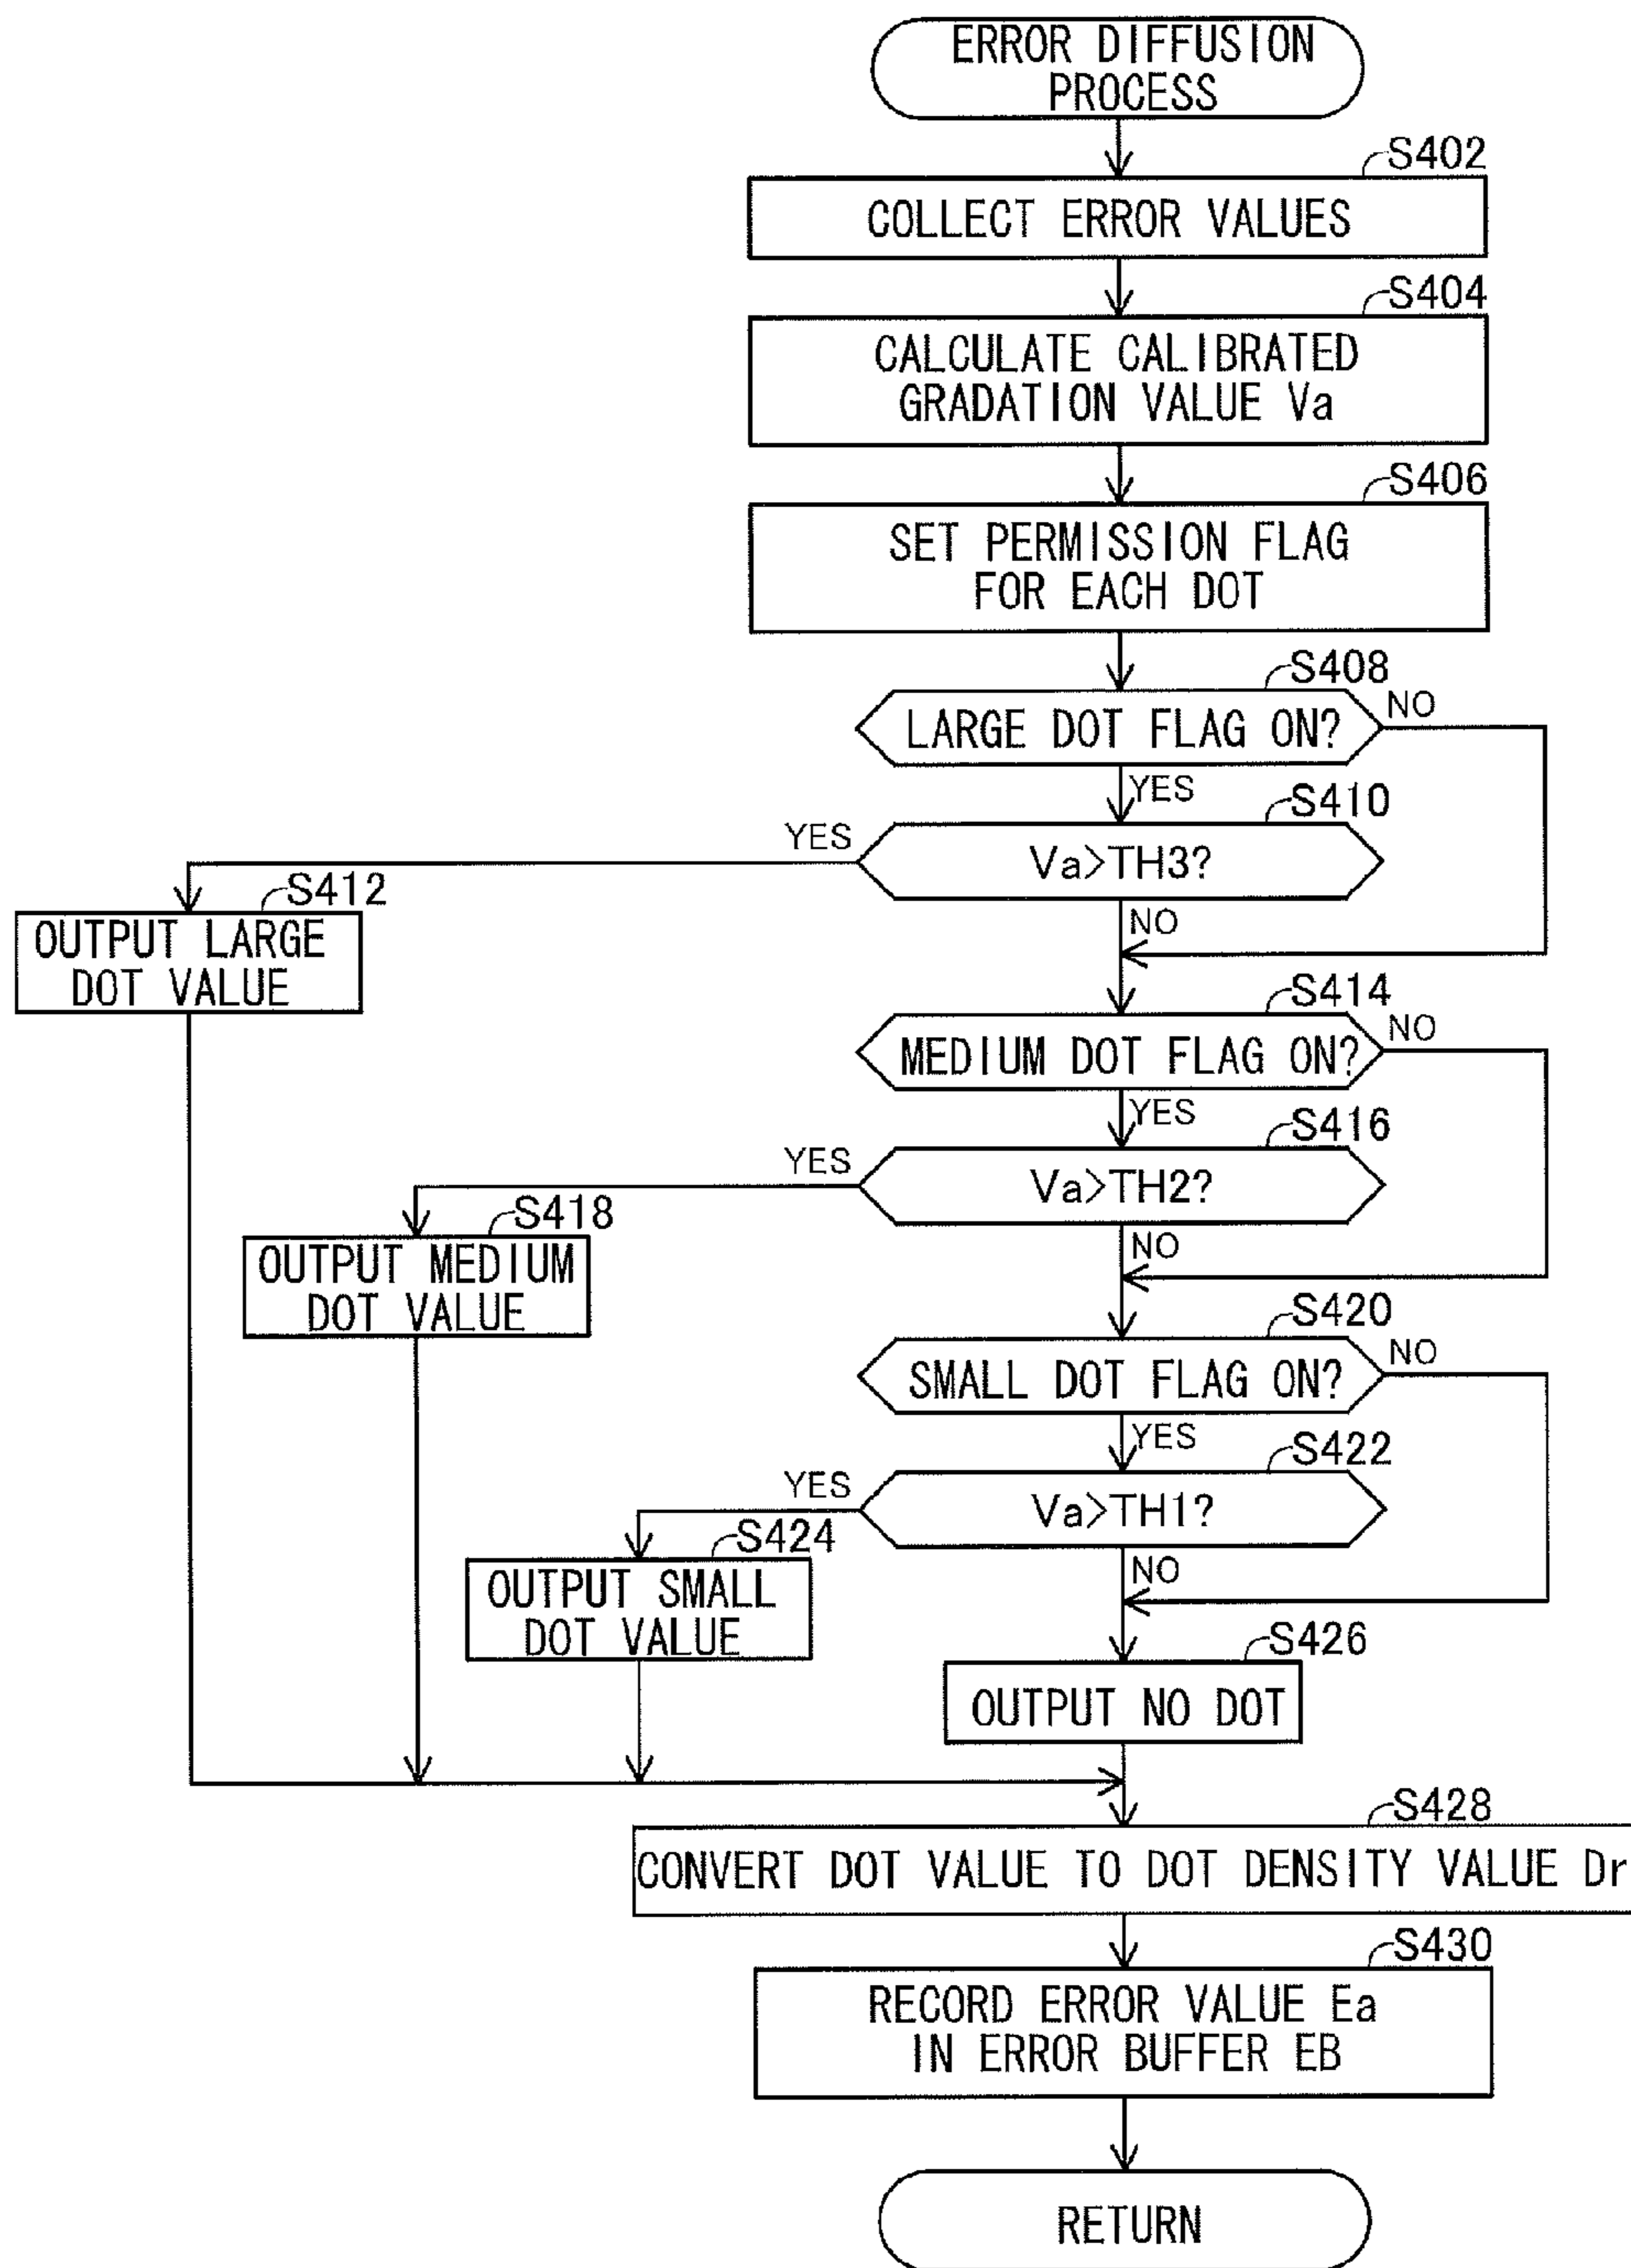 ERROR DIFFUSION
PROCESS
S402
COLLECT ERROR VALUES
S404
CALCULATE CALIBRATED
GRADATION VALUE Va
S406
SET PERMISSION FLAG
FOR EACH DOT
S408
LARGE DOT FLAG ON?
NO
YES
S410
YES
Va>TH3?
S412
NO
OUTPUT LARGE
DOT VALUE
S414
MEDIUM DOT FLAG ON?
NO
YES
S416
YES
Va>TH2?
S418
NO
OUTPUT MEDIUM
DOT VALUE
S420
SMALL DOT FLAG ON?
NO
YES
S422
YES
Va>TH1?
S424
NO
OUTPUT SMALL
DOT VALUE
S426
OUTPUT NO DOT
S428
CONVERT DOT VALUE TO DOT DENSITY VALUE Dr
S430
RECORD ERROR VALUE Ea
IN ERROR BUFFER EB
RETURN